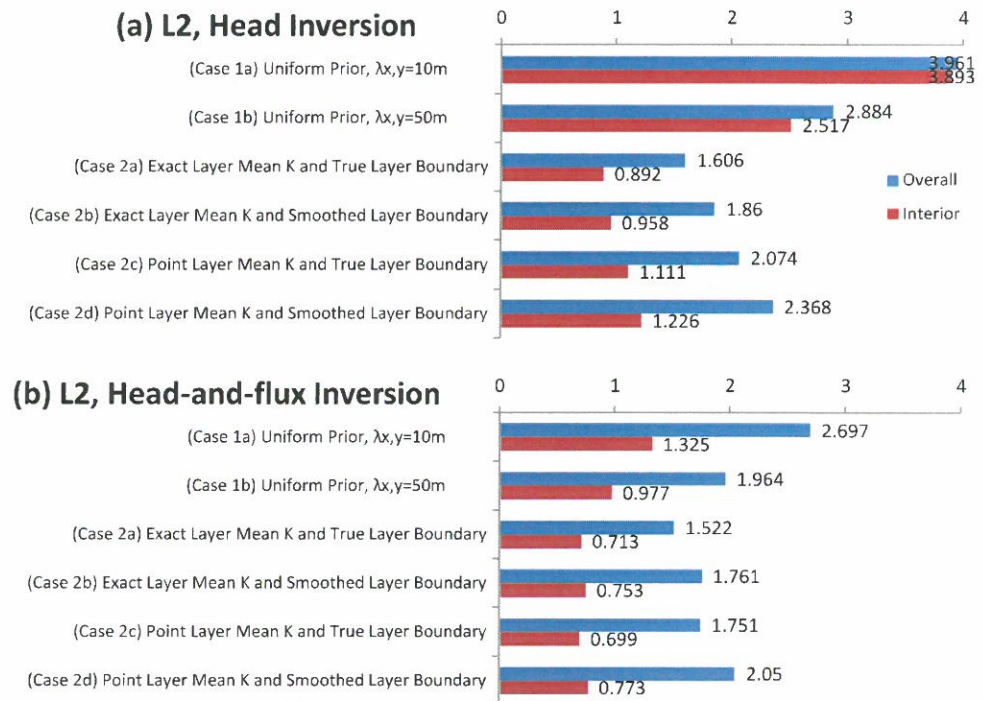 (a) L2, Head Inversion
0 1 2 3 4
(Case 1a) Uniform Prior, λx,y=10m
3.961
3.893
(Case 1b) Uniform Prior, λx,y=50m
2.884
2.517
(Case 2a) Exact Layer Mean K and True Layer Boundary
1.606
0.892
(Case 2b) Exact Layer Mean K and Smoothed Layer Boundary
1.86
0.958
(Case 2c) Point Layer Mean K and True Layer Boundary
2.074
1.111
(Case 2d) Point Layer Mean K and Smoothed Layer Boundary
2.368
1.226
Overall
Interior
(b) L2, Head-and-flux Inversion
0 1 2 3 4
(Case 1a) Uniform Prior, λx,y=10m
2.697
1.325
(Case 1b) Uniform Prior, λx,y=50m
1.964
0.977
(Case 2a) Exact Layer Mean K and True Layer Boundary
1.522
0.713
(Case 2b) Exact Layer Mean K and Smoothed Layer Boundary
1.761
0.753
(Case 2c) Point Layer Mean K and True Layer Boundary
1.751
0.699
(Case 2d) Point Layer Mean K and Smoothed Layer Boundary
2.05
0.773